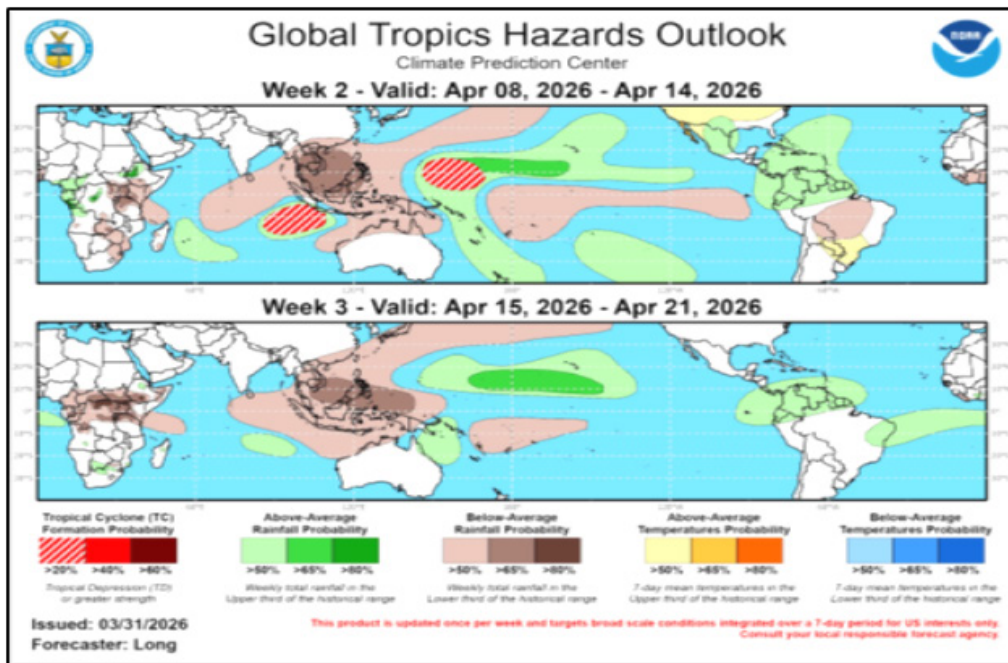 Global Tropics Hazards Outlook
Climate Prediction Center
NOAA
Week 2 - Valid: Apr 08, 2026 - Apr 14, 2026
Week 3 - Valid: Apr 15, 2026 - Apr 21, 2026
Tropical Cyclone (TC)
Formation Probability
>20% >40% >60%
Tropical Depression (TD)
or greater strength
Above-Average
Rainfall Probability
>50% >65% >80%
Weekly total rainfall in the
Upper third of the historical range
Below-Average
Rainfall Probability
>50% >65% >80%
Weekly total rainfall in the
Lower third of the historical range
Above-Average
Temperatures Probability
>50% >65% >80%
7-day mean temperatures in the
Upper third of the historical range
Below-Average
Temperatures Probability
>50% >65% >80%
7-day mean temperatures in the
Lower third of the historical range
Issued: 03/31/2026
Forecaster: Long
This product is updated once per week and targets broad scale conditions integrated over a 7-day period for US interests only.
Consult your local responsible forecast agency.